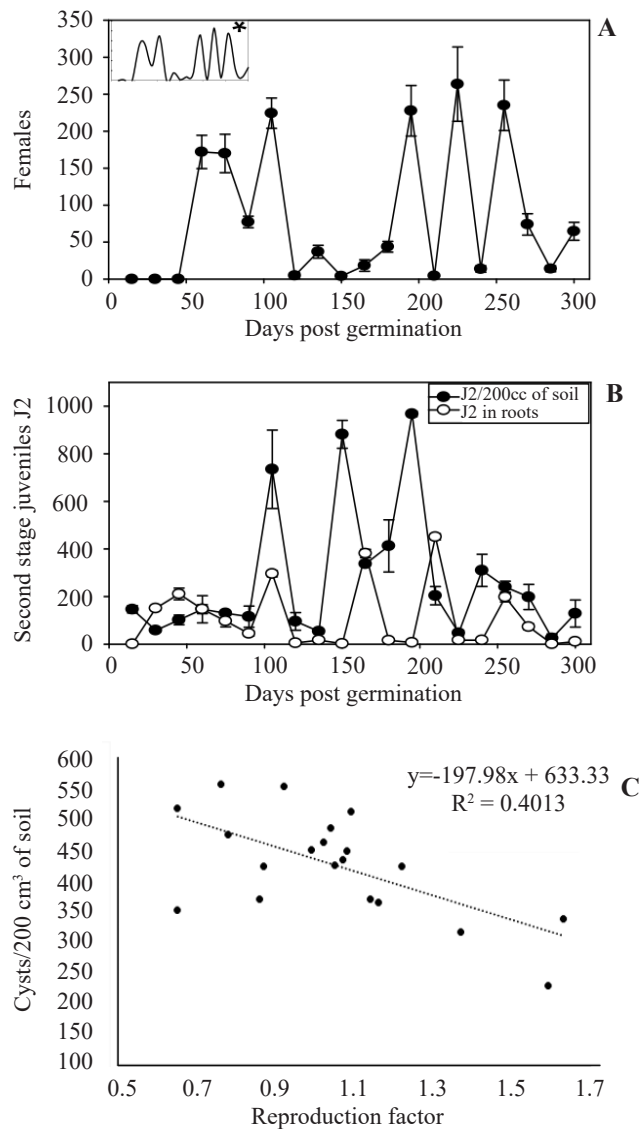 350
300
250
200
150
100
50
0
Females
*
A
0 50 100 150 200 250 300
Days post germination
1000
800
600
400
200
0
Second stage juveniles J2
J2/200cc of soil
J2 in roots
B
0 50 100 150 200 250 300
Days post germination
600
550
500
450
400
350
300
250
200
150
100
Cysts/200 cm³ of soil
y=-197.98x + 633.33
R² = 0.4013
C
0.5 0.7 0.9 1.1 1.3 1.5 1.7
Reproduction factor